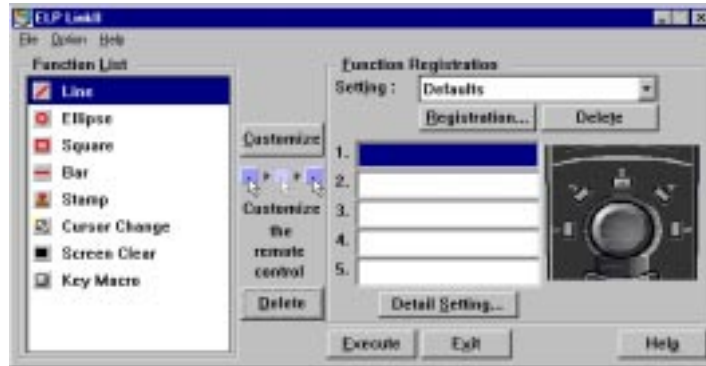 ELP Link II
File Option Help
Function List
Line
Ellipse
Square
Bar
Stamp
Cursor Change
Screen Clear
Key Macro
Customize
Customize
the
remote
control
Delete
Function Registration
Setting :
Defaults
Registration...
Delete
1.
2.
3.
4.
5.
Detail Setting...
Execute
Exit
Help